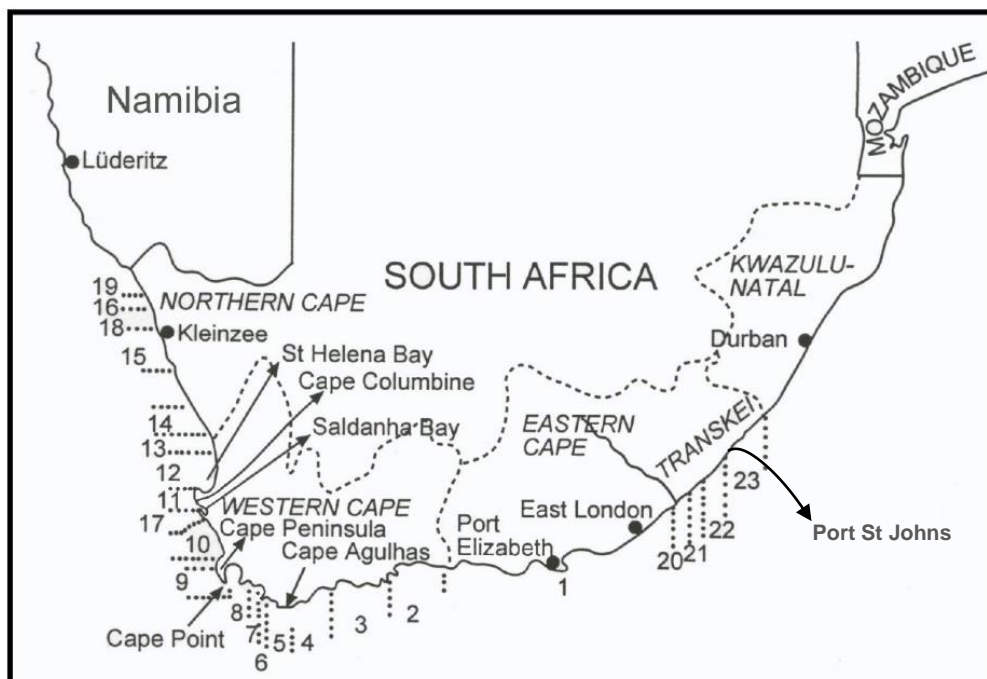 Namibia
MOZAMBIQUE
Lüderitz
SOUTH AFRICA
KWAZULU-
NATAL
19
NORTHERN CAPE
16
18
Kleinzee
Durban
St Helena Bay
15
Cape Columbine
TRANSKEI
14
Saldanha Bay
EASTERN
CAPE
13
12
23
11
WESTERN CAPE
East London
17
Cape Peninsula
Port
Elizabeth
22
Port St Johns
10
Cape Agulhas
20
21
9
1
8
3
2
Cape Point
7
5
4
6